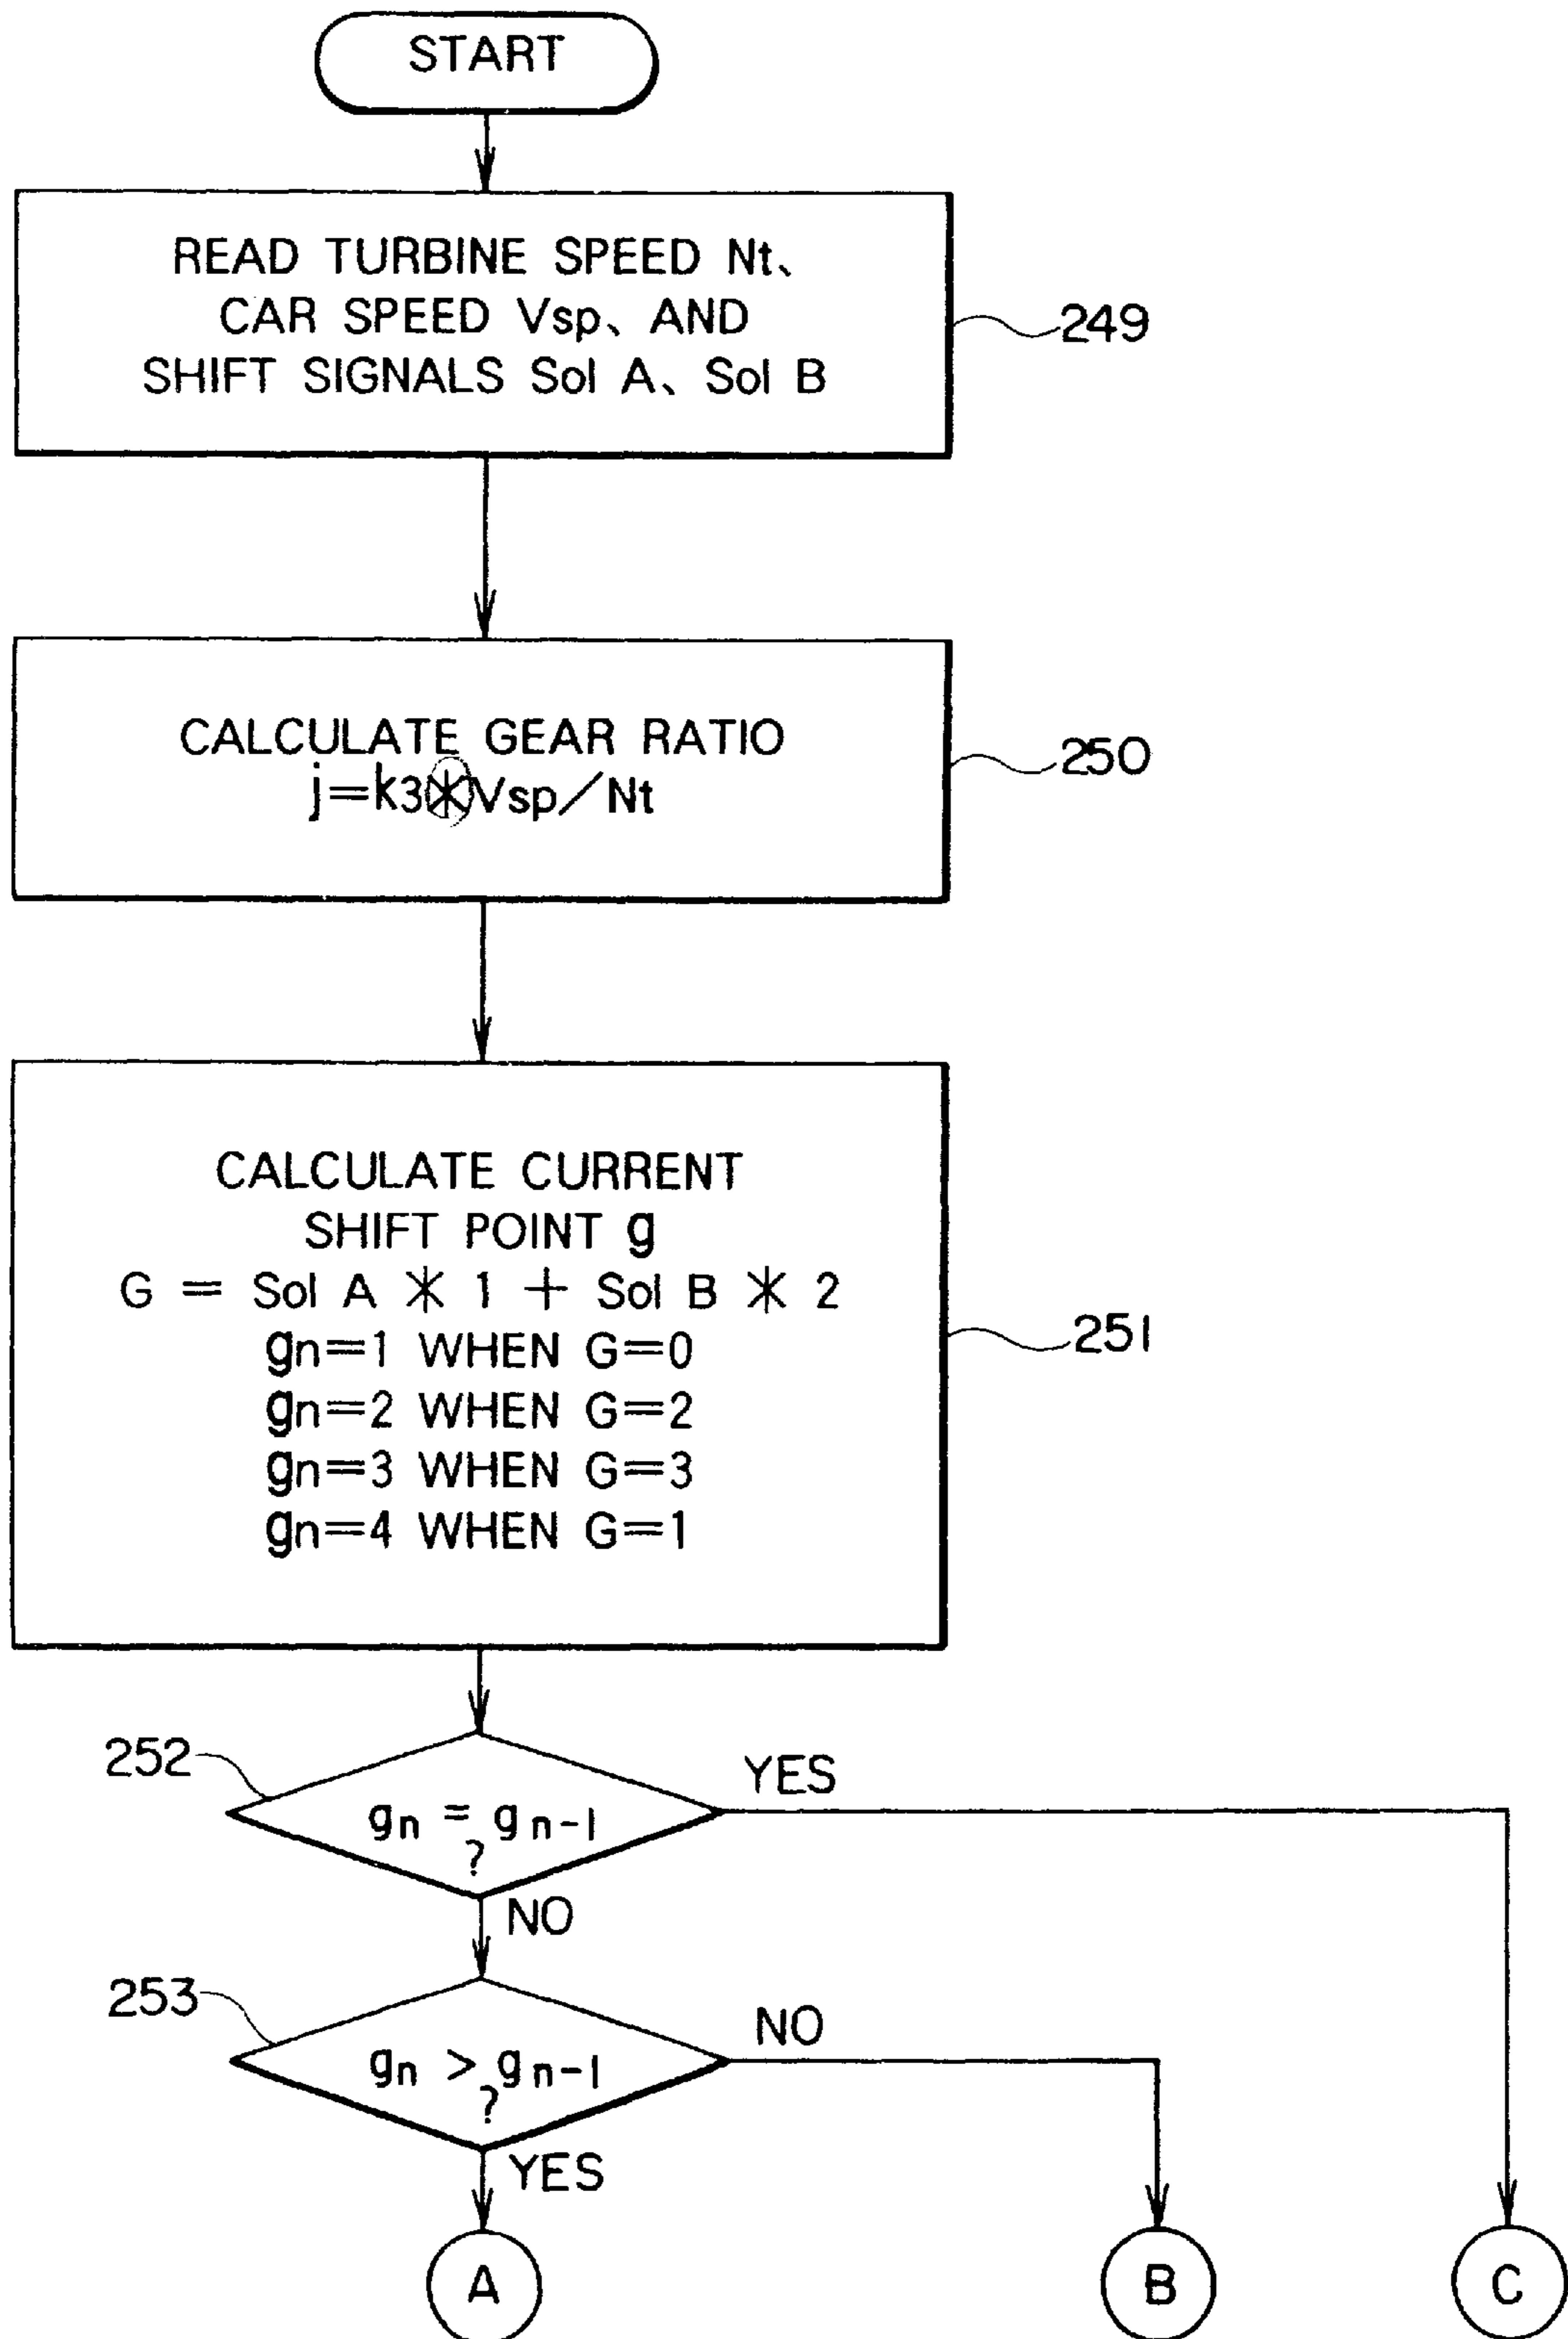 START
READ TURBINE SPEED Nt、
CAR SPEED Vsp、AND
SHIFT SIGNALS Sol A、Sol B
249
CALCULATE GEAR RATIO
j=k3*Vsp/Nt
250
CALCULATE CURRENT
SHIFT POINT g
G = Sol A * 1 + Sol B * 2
gn=1 WHEN G=0
gn=2 WHEN G=2
gn=3 WHEN G=3
gn=4 WHEN G=1
251
252
gn = gn-1
?
YES
NO
253
gn > gn-1
?
NO
YES
A
B
C